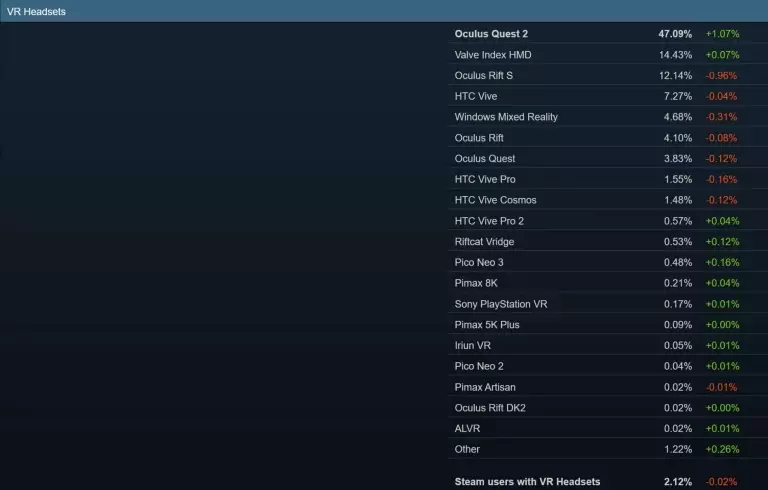 VR Headsets
Oculus Quest 2 47.09% +1.07%
Valve Index HMD 14.43% +0.07%
Oculus Rift S 12.14% -0.96%
HTC Vive 7.27% -0.04%
Windows Mixed Reality 4.68% -0.31%
Oculus Rift 4.10% -0.08%
Oculus Quest 3.83% -0.12%
HTC Vive Pro 1.55% -0.16%
HTC Vive Cosmos 1.48% -0.12%
HTC Vive Pro 2 0.57% +0.04%
Riftcat Vridge 0.53% +0.12%
Pico Neo 3 0.48% +0.16%
Pimax 8K 0.21% +0.04%
Sony PlayStation VR 0.17% +0.01%
Pimax 5K Plus 0.09% +0.00%
Iriun VR 0.05% +0.01%
Pico Neo 2 0.04% +0.01%
Pimax Artisan 0.02% -0.01%
Oculus Rift DK2 0.02% +0.00%
ALVR 0.02% +0.01%
Other 1.22% +0.26%
Steam users with VR Headsets 2.12% -0.02%